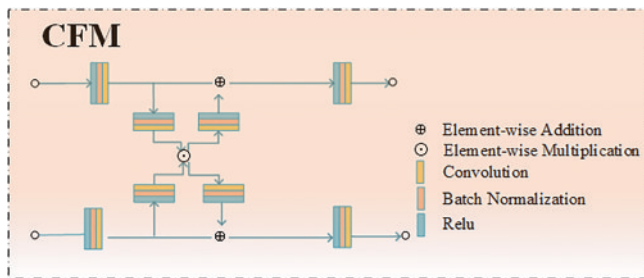 CFM
Element-wise Addition
Element-wise Multiplication
Convolution
Batch Normalization
Relu